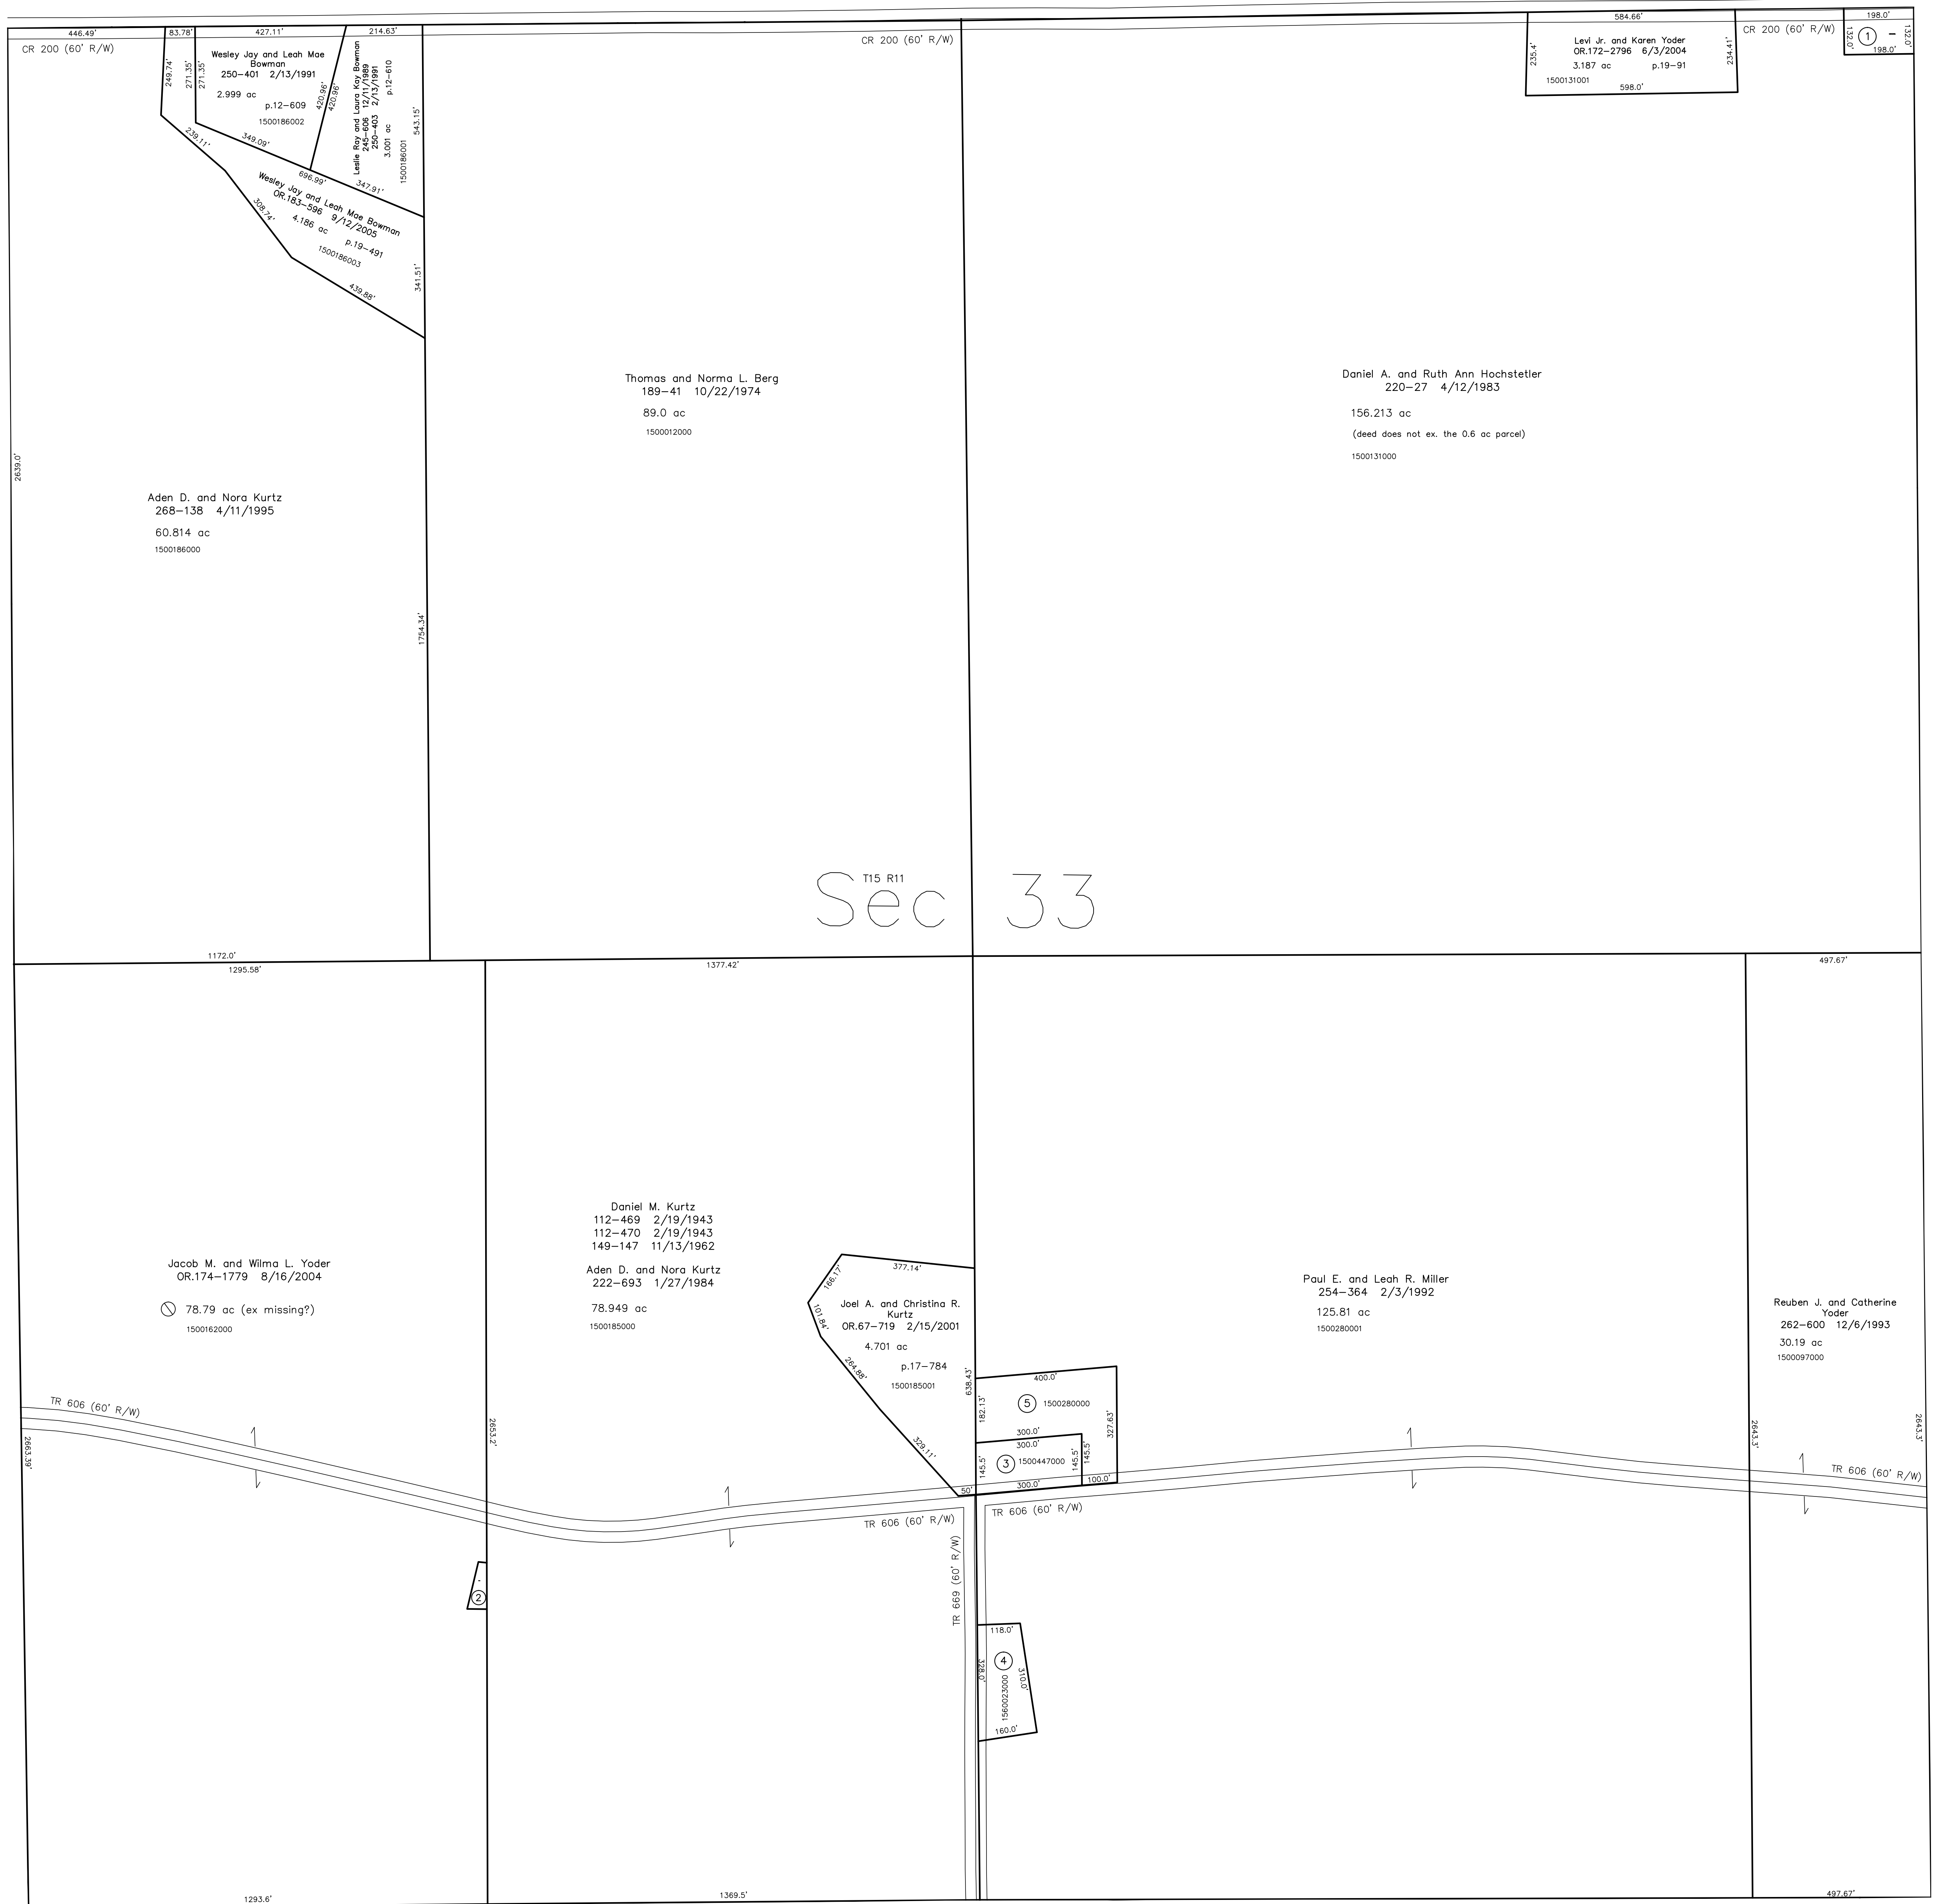 446.49'
83.78'
427.11'
214.63'
584.66'
198.0'
CR 200 (60' R/W)
CR 200 (60' R/W)
CR 200 (60' R/W)
249.74'
271.35'
271.35'
Wesley Jay and Leah Mae
Bowman
250-401 2/13/1991
2.999 ac
p.12-609
1500186002
420.96'
420.96'
Leslie Ray and Laura Kay Bowman
245-606 12/11/1989
250-403 2/13/1991
3.001 ac p.12-610
1500186001
543.15'
239.11'
349.09'
696.99'
347.91'
308.74'
Wesley Jay and Leah Mae Bowman
OR.183-596 9/12/2005
4.186 ac
p.19-491
1500186003
341.51'
439.88'
235.4'
Levi Jr. and Karen Yoder
OR.172-2796 6/3/2004
3.187 ac p.19-91
1500131001
598.0'
234.41'
132.0'
1 -
132.0'
198.0'
Thomas and Norma L. Berg
189-41 10/22/1974
89.0 ac
1500012000
Daniel A. and Ruth Ann Hochstetler
220-27 4/12/1983
156.213 ac
(deed does not ex. the 0.6 ac parcel)
1500131000
2639.0'
Aden D. and Nora Kurtz
268-138 4/11/1995
60.814 ac
1500186000
1754.34'
T15 R11
Sec 33
1172.0'
1295.58'
1377.42'
497.67'
Jacob M. and Wilma L. Yoder
OR.174-1779 8/16/2004
78.79 ac (ex missing?)
1500162000
Daniel M. Kurtz
112-469 2/19/1943
112-470 2/19/1943
149-147 11/13/1962
Aden D. and Nora Kurtz
222-693 1/27/1984
78.949 ac
1500185000
377.14'
166.17'
101.84'
264.88'
329.11'
Joel A. and Christina R.
Kurtz
OR.67-719 2/15/2001
4.701 ac
p.17-784
1500185001
638.43'
50'
Paul E. and Leah R. Miller
254-364 2/3/1992
125.81 ac
1500280001
Reuben J. and Catherine
Yoder
262-600 12/6/1993
30.19 ac
1500097000
400.0'
182.13'
5 1500280000
327.63'
300.0'
300.0'
145.5'
3 1500447000
145.5'
145.5'
300.0'
100.0'
TR 606 (60' R/W)
2663.39'
2653.2'
2643.3'
2643.3'
TR 606 (60' R/W)
TR 606 (60' R/W)
TR 606 (60' R/W)
TR 669 (60' R/W)
-
2
118.0'
4
328.0'
1560023000
310.0'
160.0'
1293.6'
1369.5'
497.67'